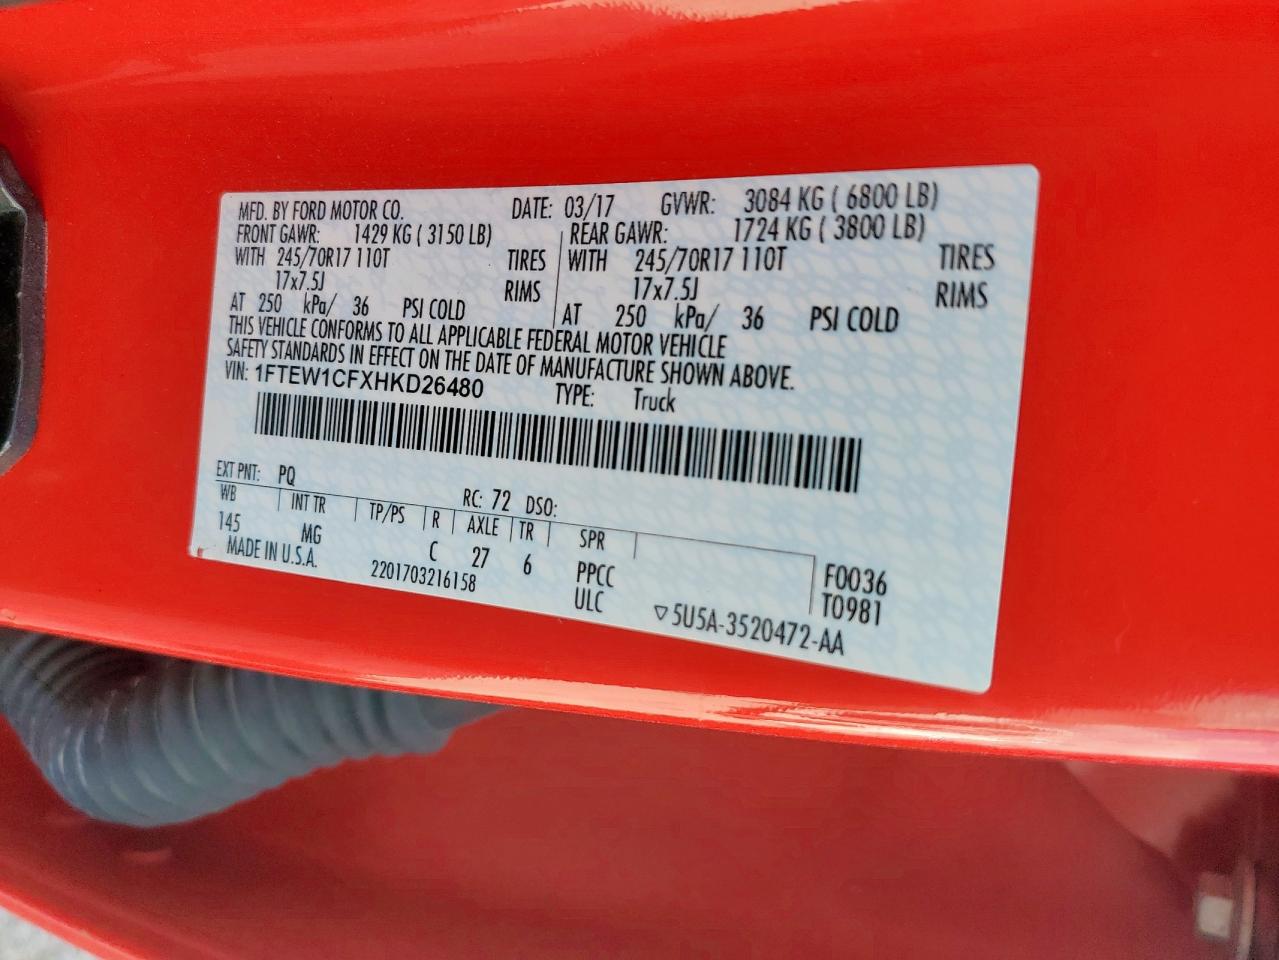 MFD. BY FORD MOTOR CO. DATE: 03/17 GVWR: 3084 KG ( 6800 LB)
FRONT GAWR: 1429 KG ( 3150 LB) REAR GAWR: 1724 KG ( 3800 LB)
WITH 245/70R17 110T TIRES WITH 245/70R17 110T TIRES
17x7.5J RIMS 17x7.5J RIMS
AT 250 kPa/ 36 PSI COLD AT 250 kPa/ 36 PSI COLD
THIS VEHICLE CONFORMS TO ALL APPLICABLE FEDERAL MOTOR VEHICLE
SAFETY STANDARDS IN EFFECT ON THE DATE OF MANUFACTURE SHOWN ABOVE.
VIN: 1FTEW1CFXHKD26480 TYPE: Truck
EXT PNT: PQ RC: 72 DSO:
WB INT TR TP/PS R AXLE TR SPR
145 MG C 27 6 PPCC F0036
MADE IN U.S.A. 2201703216158 ULC T0981
▽5U5A-3520472-AA